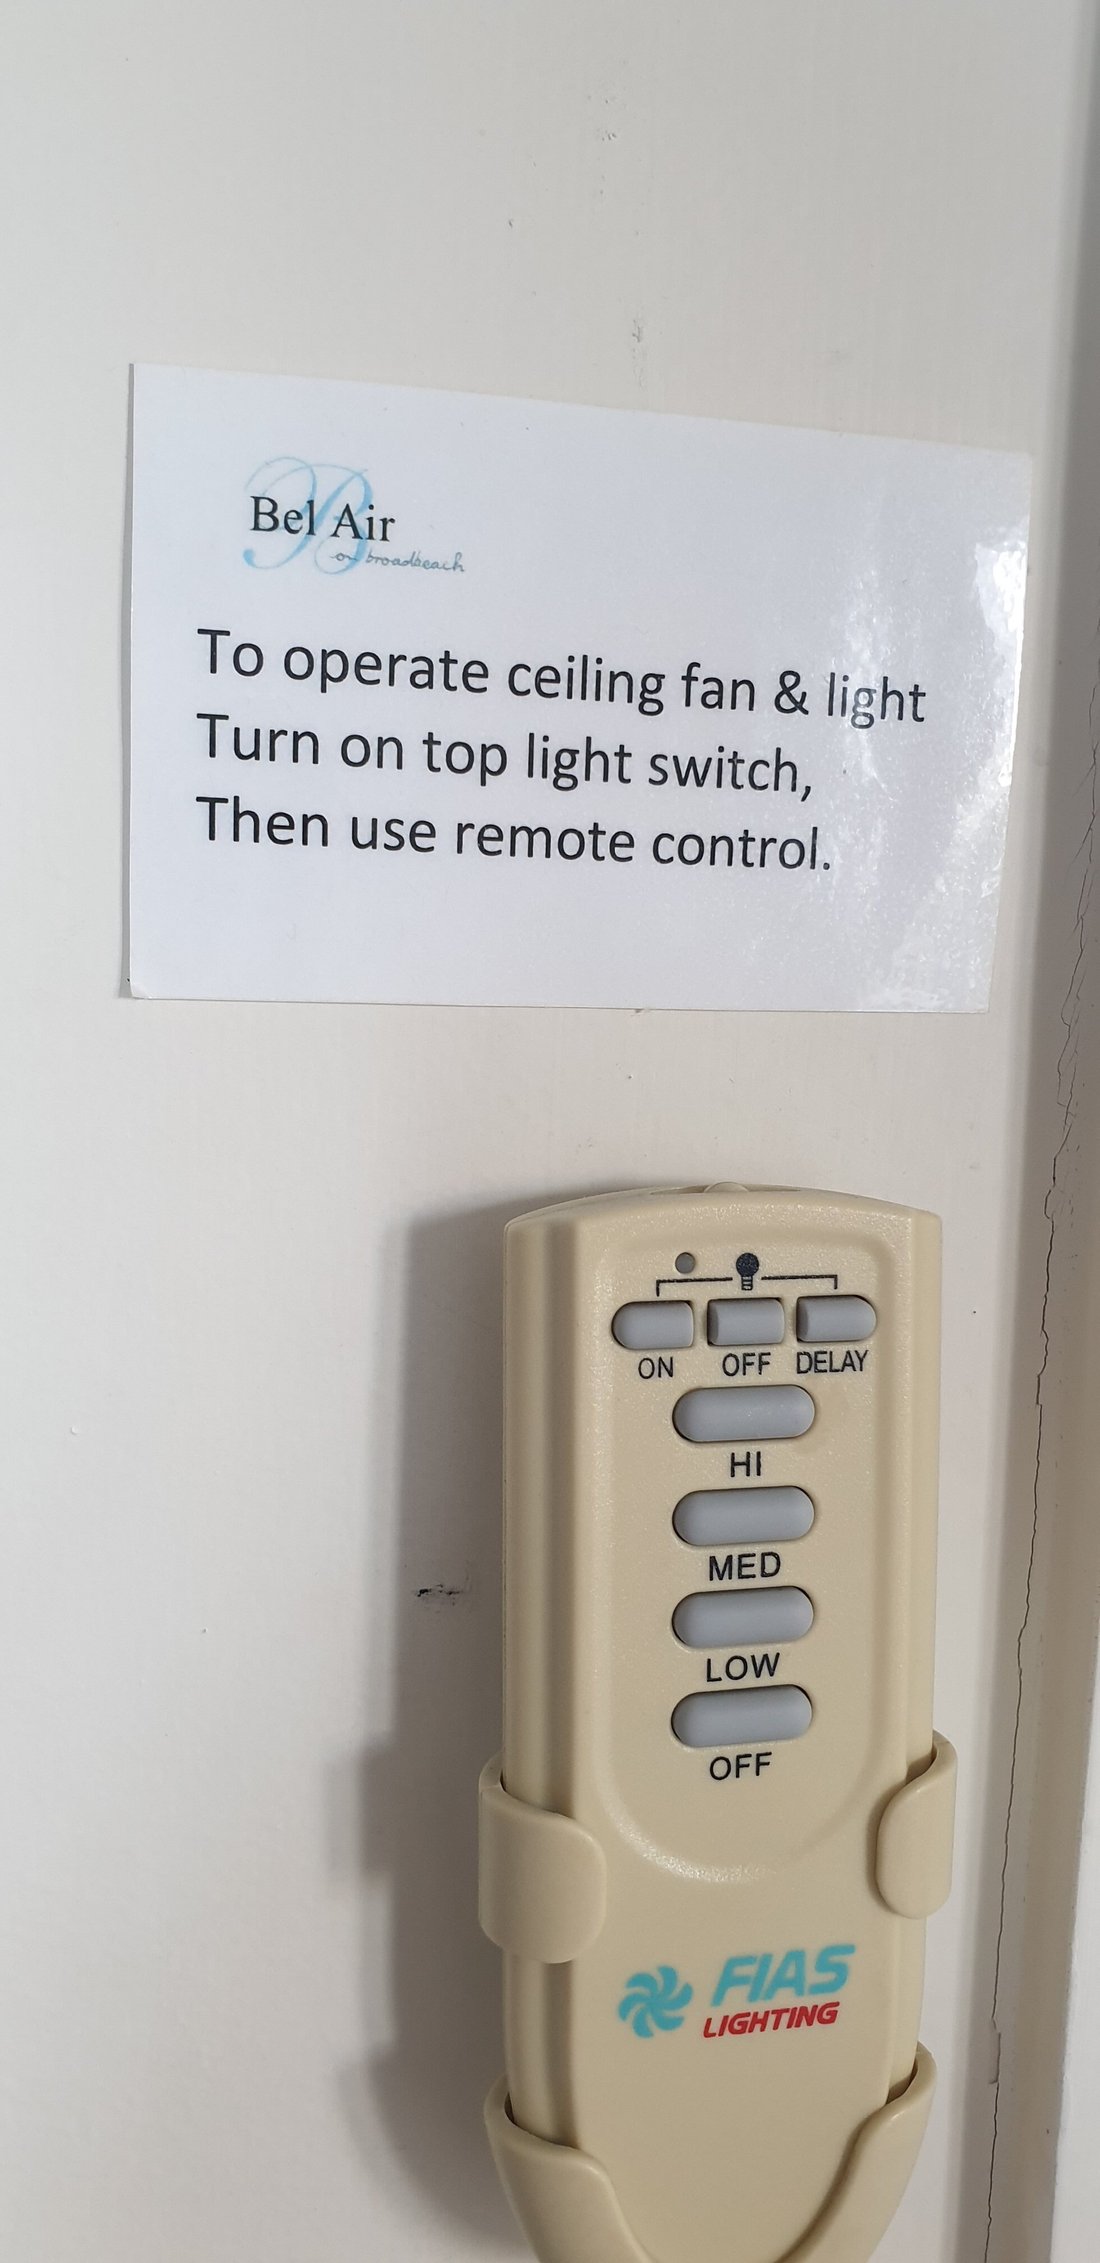 Bel Air
on broadbeach
To operate ceiling fan & light
Turn on top light switch,
Then use remote control.
ON OFF DELAY
HI
MED
LOW
OFF
FIAS
LIGHTING